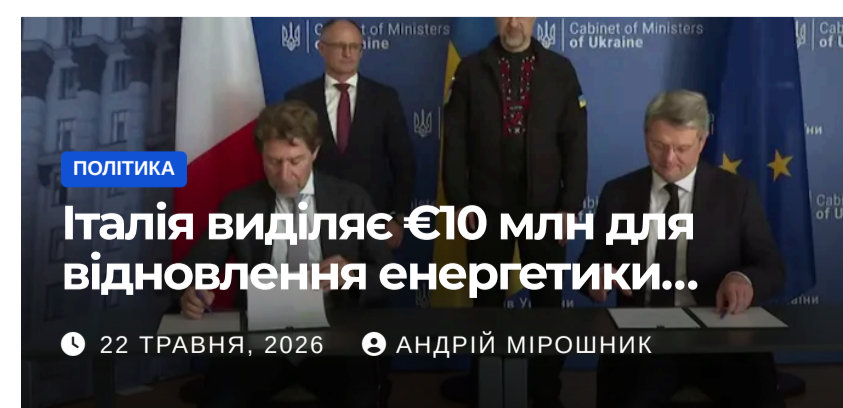 Cabinet of Ministers
of Ukraine
Cabinet of Ministers
of Ukraine
ПОЛІТИКА
Італія виділяє €10 млн для
відновлення енергетики...
22 ТРАВНЯ, 2026
АНДРІЙ МІРОШНИК